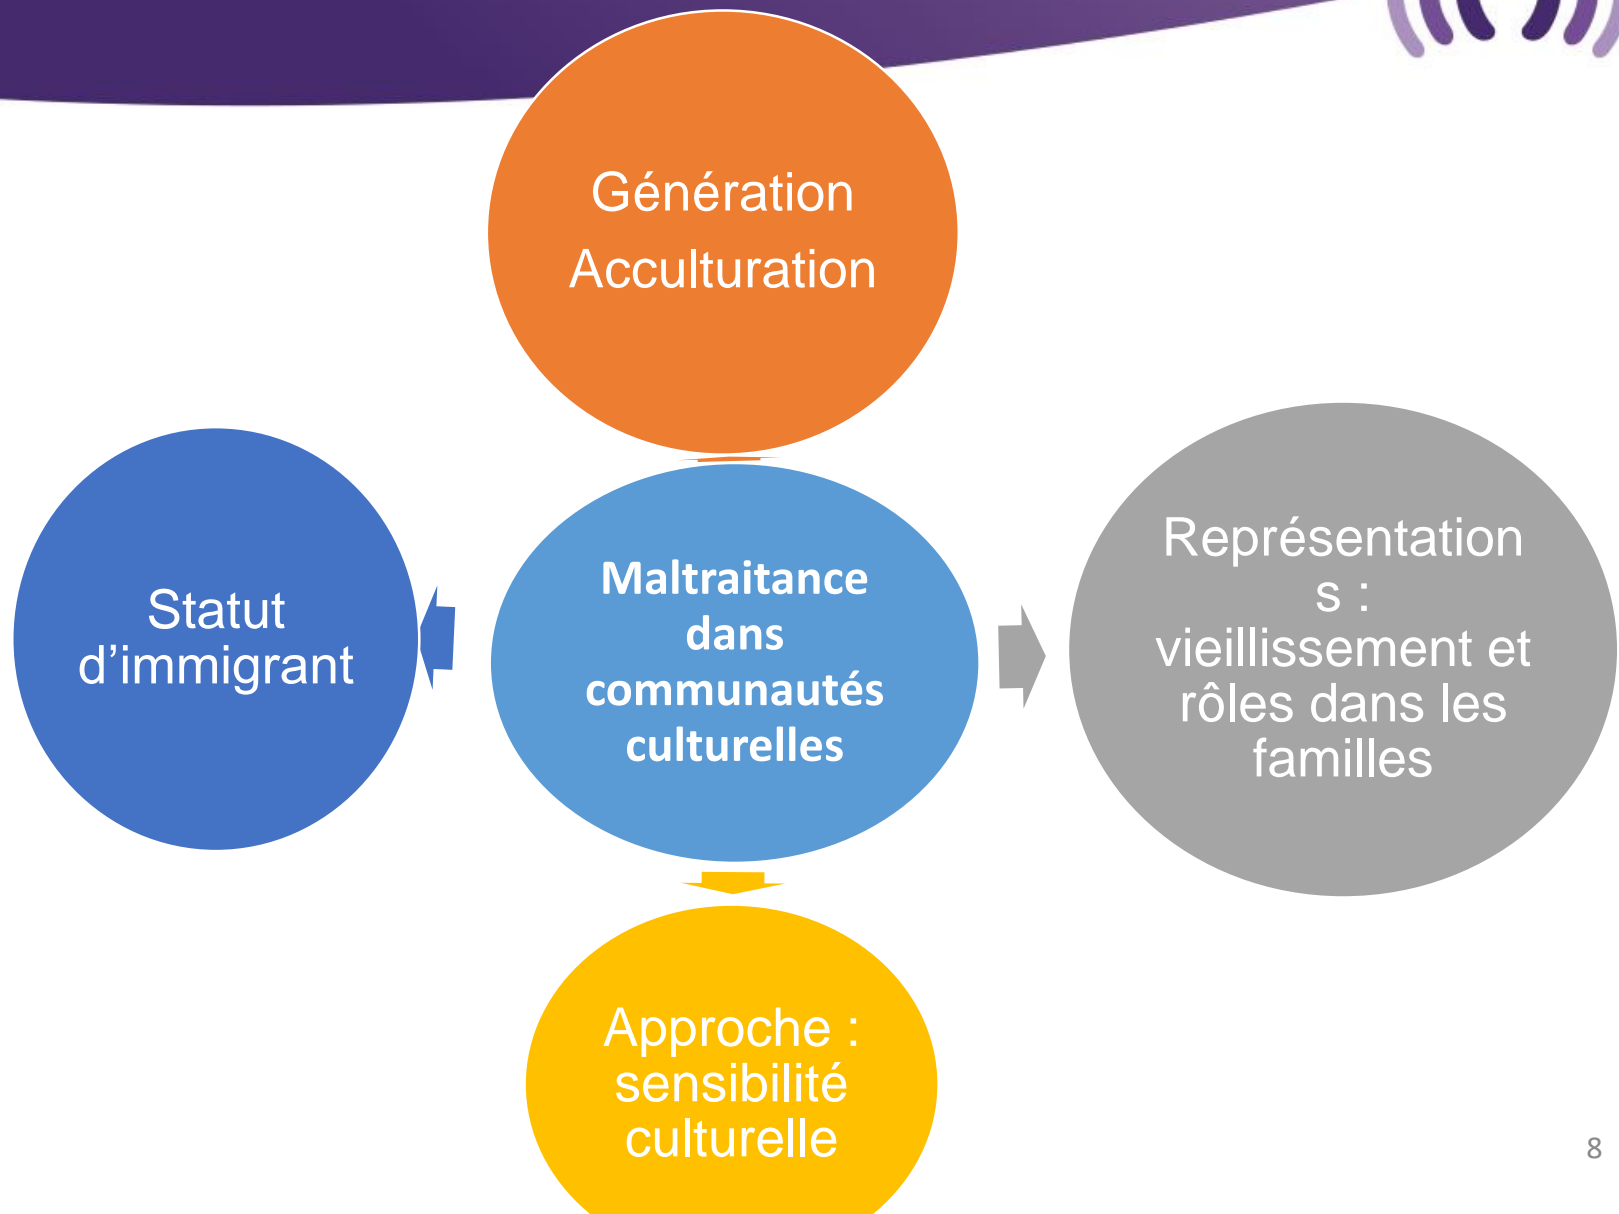 Génération
Acculturation
Statut
d’immigrant
Maltraitance
dans
communautés
culturelles
Représentation
s :
vieillissement et
rôles dans les
familles
Approche :
sensibilité
culturelle
8